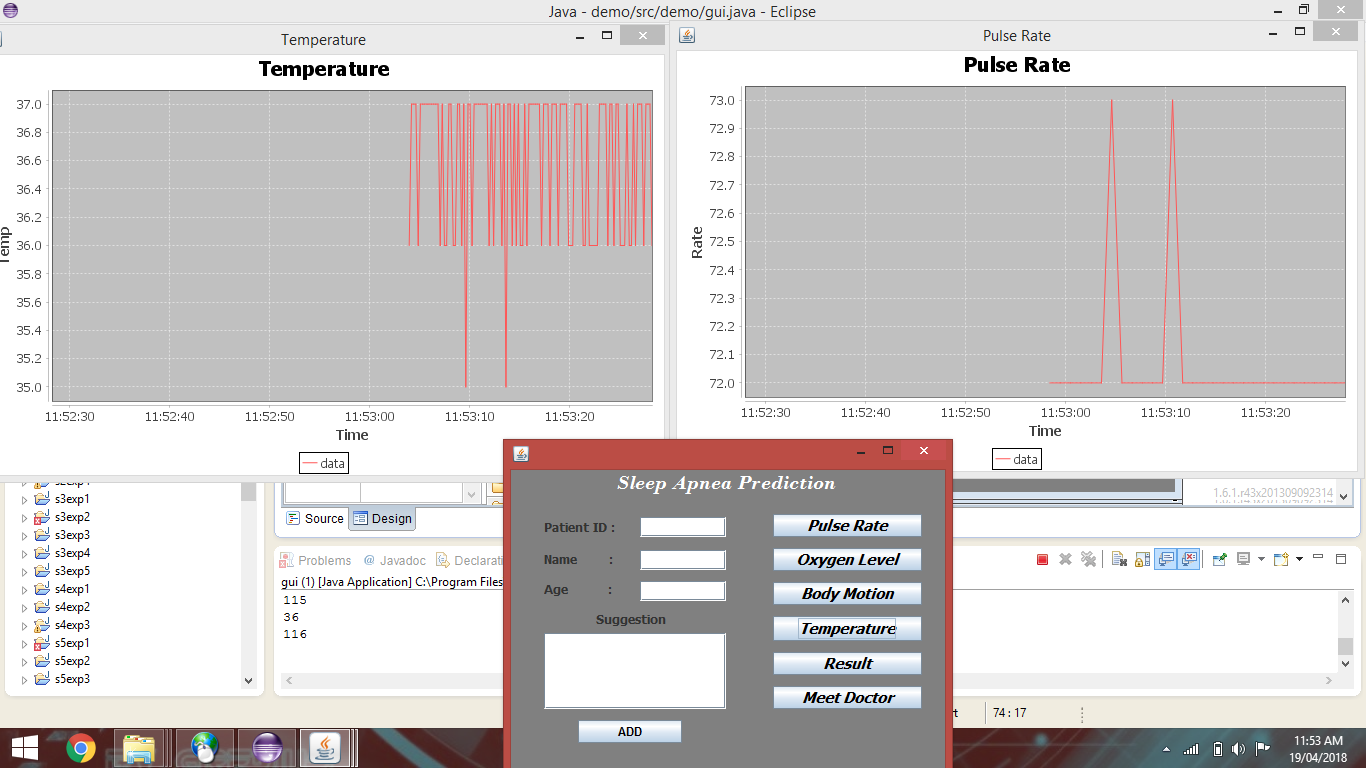 Java - demo/src/demo/gui.java - Eclipse
Temperature
Temperature
37.0
36.8
36.6
36.4
36.2
36.0
35.8
35.6
35.4
35.2
35.0
Temp
11:52:30 11:52:40 11:52:50 11:53:00 11:53:10 11:53:20
Time
data
Pulse Rate
Pulse Rate
73.0
72.9
72.8
72.7
72.6
72.5
72.4
72.3
72.2
72.1
72.0
Rate
11:52:30 11:52:40 11:52:50 11:53:00 11:53:10 11:53:20
Time
data
s3exp1
s3exp2
s3exp3
s3exp4
s3exp5
s4exp1
s4exp2
s4exp3
s5exp1
s5exp2
s5exp3
Source Design
1.6.1.r43x201309092314
Problems @ Javadoc Declarati
gui (1) [Java Application] C:\Program Files
115
36
116
Sleep Apnea Prediction
Patient ID :
Name :
Age :
Suggestion
ADD
Pulse Rate
Oxygen Level
Body Motion
Temperature
Result
Meet Doctor
74 : 17
11:53 AM
19/04/2018